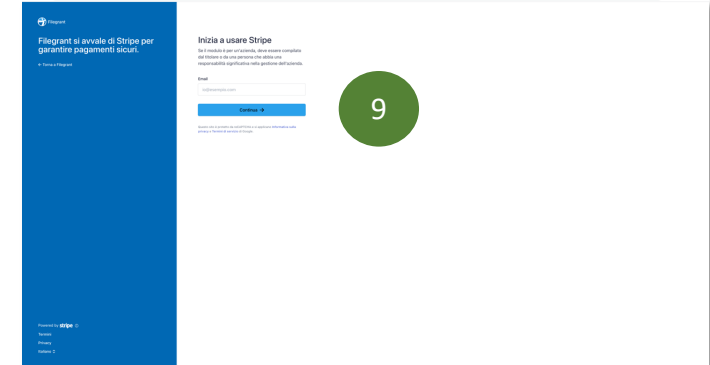 Filegrant
Filegrant si avvale di Stripe per
garantire pagamenti sicuri.
← Torna a Filegrant
Inizia a usare Stripe
Se il modulo è per un'azienda, deve essere compilato
dal titolare o da una persona che abbia una
responsabilità significativa nella gestione dell'azienda.
Email
Continua →
9
Powered by stripe
Termini
Privacy
Italiano